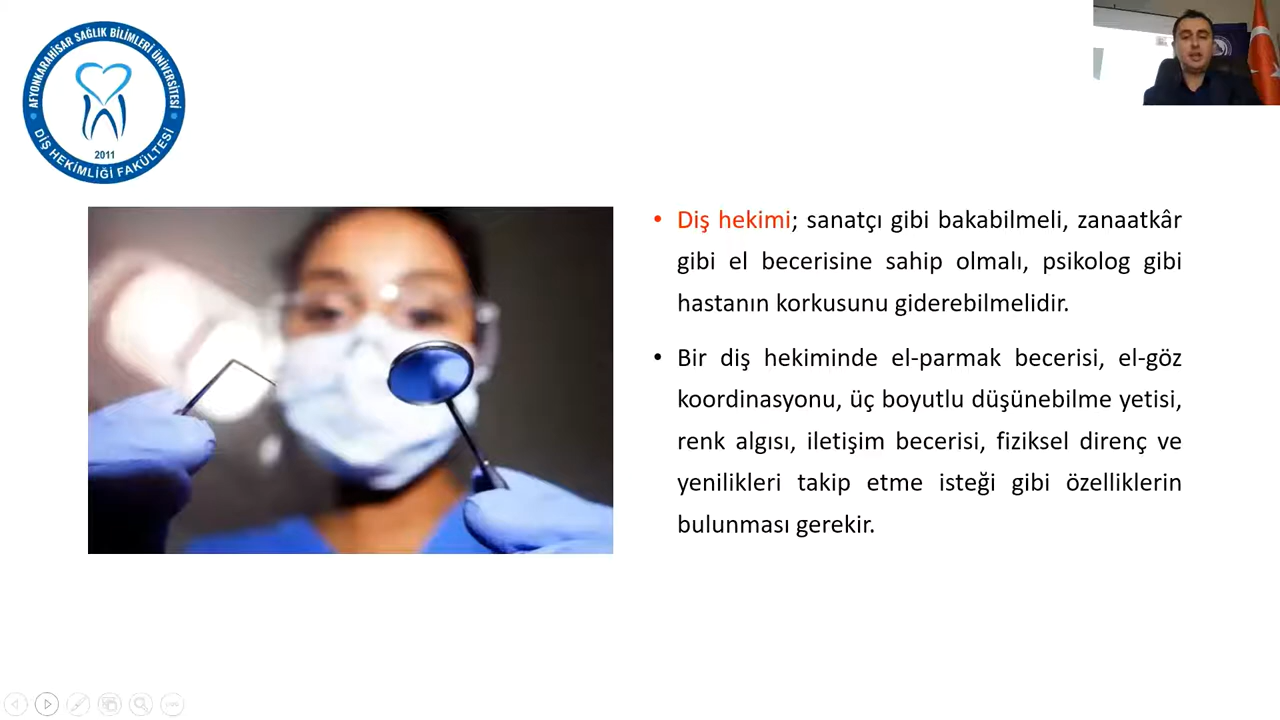 AFYONKARAHİSAR SAĞLIK BİLİMLERİ ÜNİVERSİTESİ
2011
DİŞ HEKİMLİĞİ FAKÜLTESİ
• Diş hekimi; sanatçı gibi bakabilmeli, zanaatkâr
gibi el becerisine sahip olmalı, psikolog gibi
hastanın korkusunu giderebilmelidir.
• Bir diş hekiminde el-parmak becerisi, el-göz
koordinasyonu, üç boyutlu düşünebilme yetisi,
renk algısı, iletişim becerisi, fiziksel direnç ve
yenilikleri takip etme isteği gibi özelliklerin
bulunması gerekir.